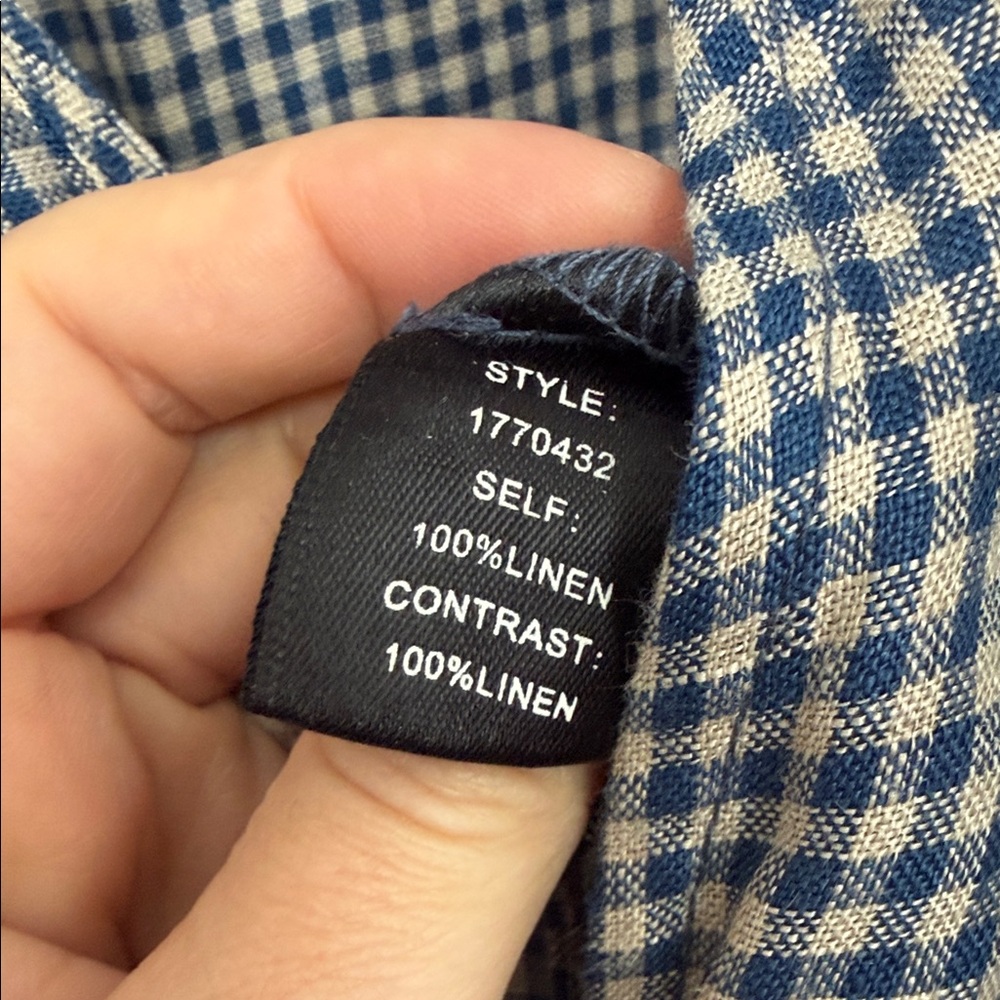 STYLE:
1770432
SELF:
100%LINEN
CONTRAST:
100%LINEN